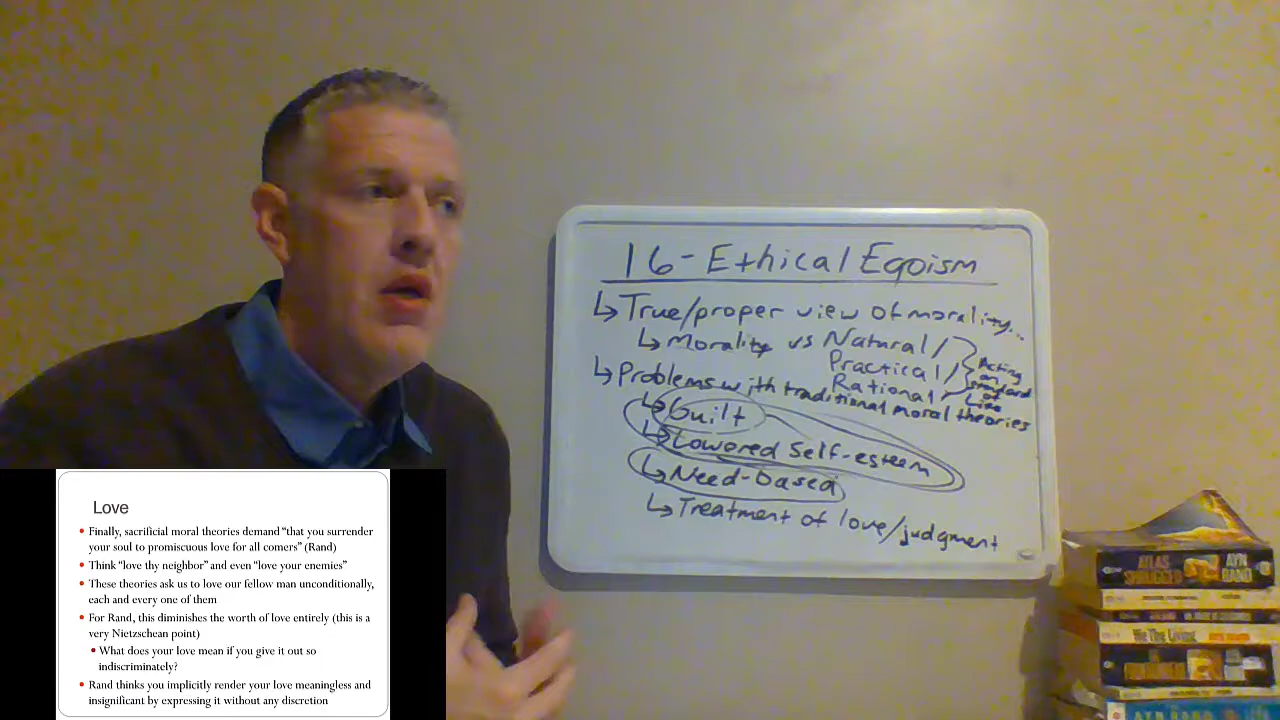 16-Ethical Egoism
↳True/proper view of morality...
↳Morality vs Natural/
Practical/
Rational
Acting
on
standard
of
Life
↳Problems with traditional moral theories
↳Guilt
↳Lowered Self-esteem
↳Need-based
↳Treatment of love/judgment
Love
• Finally, sacrificial moral theories demand “that you surrender
your soul to promiscuous love for all comers” (Rand)
• Think “love thy neighbor” and even “love your enemies”
• These theories ask us to love our fellow man unconditionally,
each and every one of them
• For Rand, this diminishes the worth of love entirely (this is a
very Nietzschean point)
• What does your love mean if you give it out so
indiscriminately?
• Rand thinks you implicitly render your love meaningless and
insignificant by expressing it without any discretion
ATLAS
SHRUGGED
AYN
RAND
We The Living